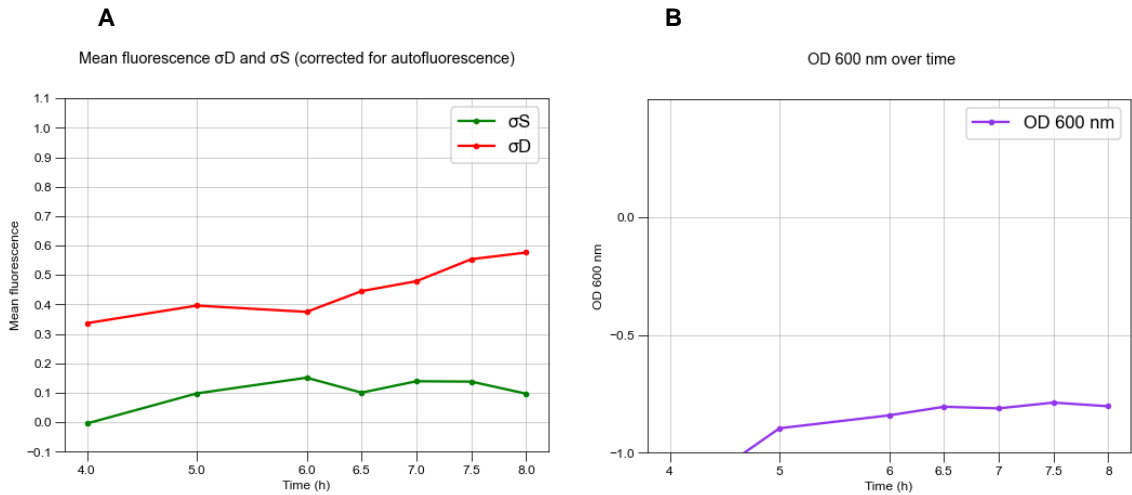 A
B
Mean fluorescence σD and σS (corrected for autofluorescence)
OD 600 nm over time
1.1
1.0
0.9
0.8
0.7
0.6
0.5
0.4
0.3
0.2
0.1
0.0
−0.1
Mean fluorescence
σS
σD
4.0
5.0
6.0
6.5
7.0
7.5
8.0
Time (h)
0.0
−0.5
−1.0
OD 600 nm
OD 600 nm
4
5
6
6.5
7
7.5
8
Time (h)